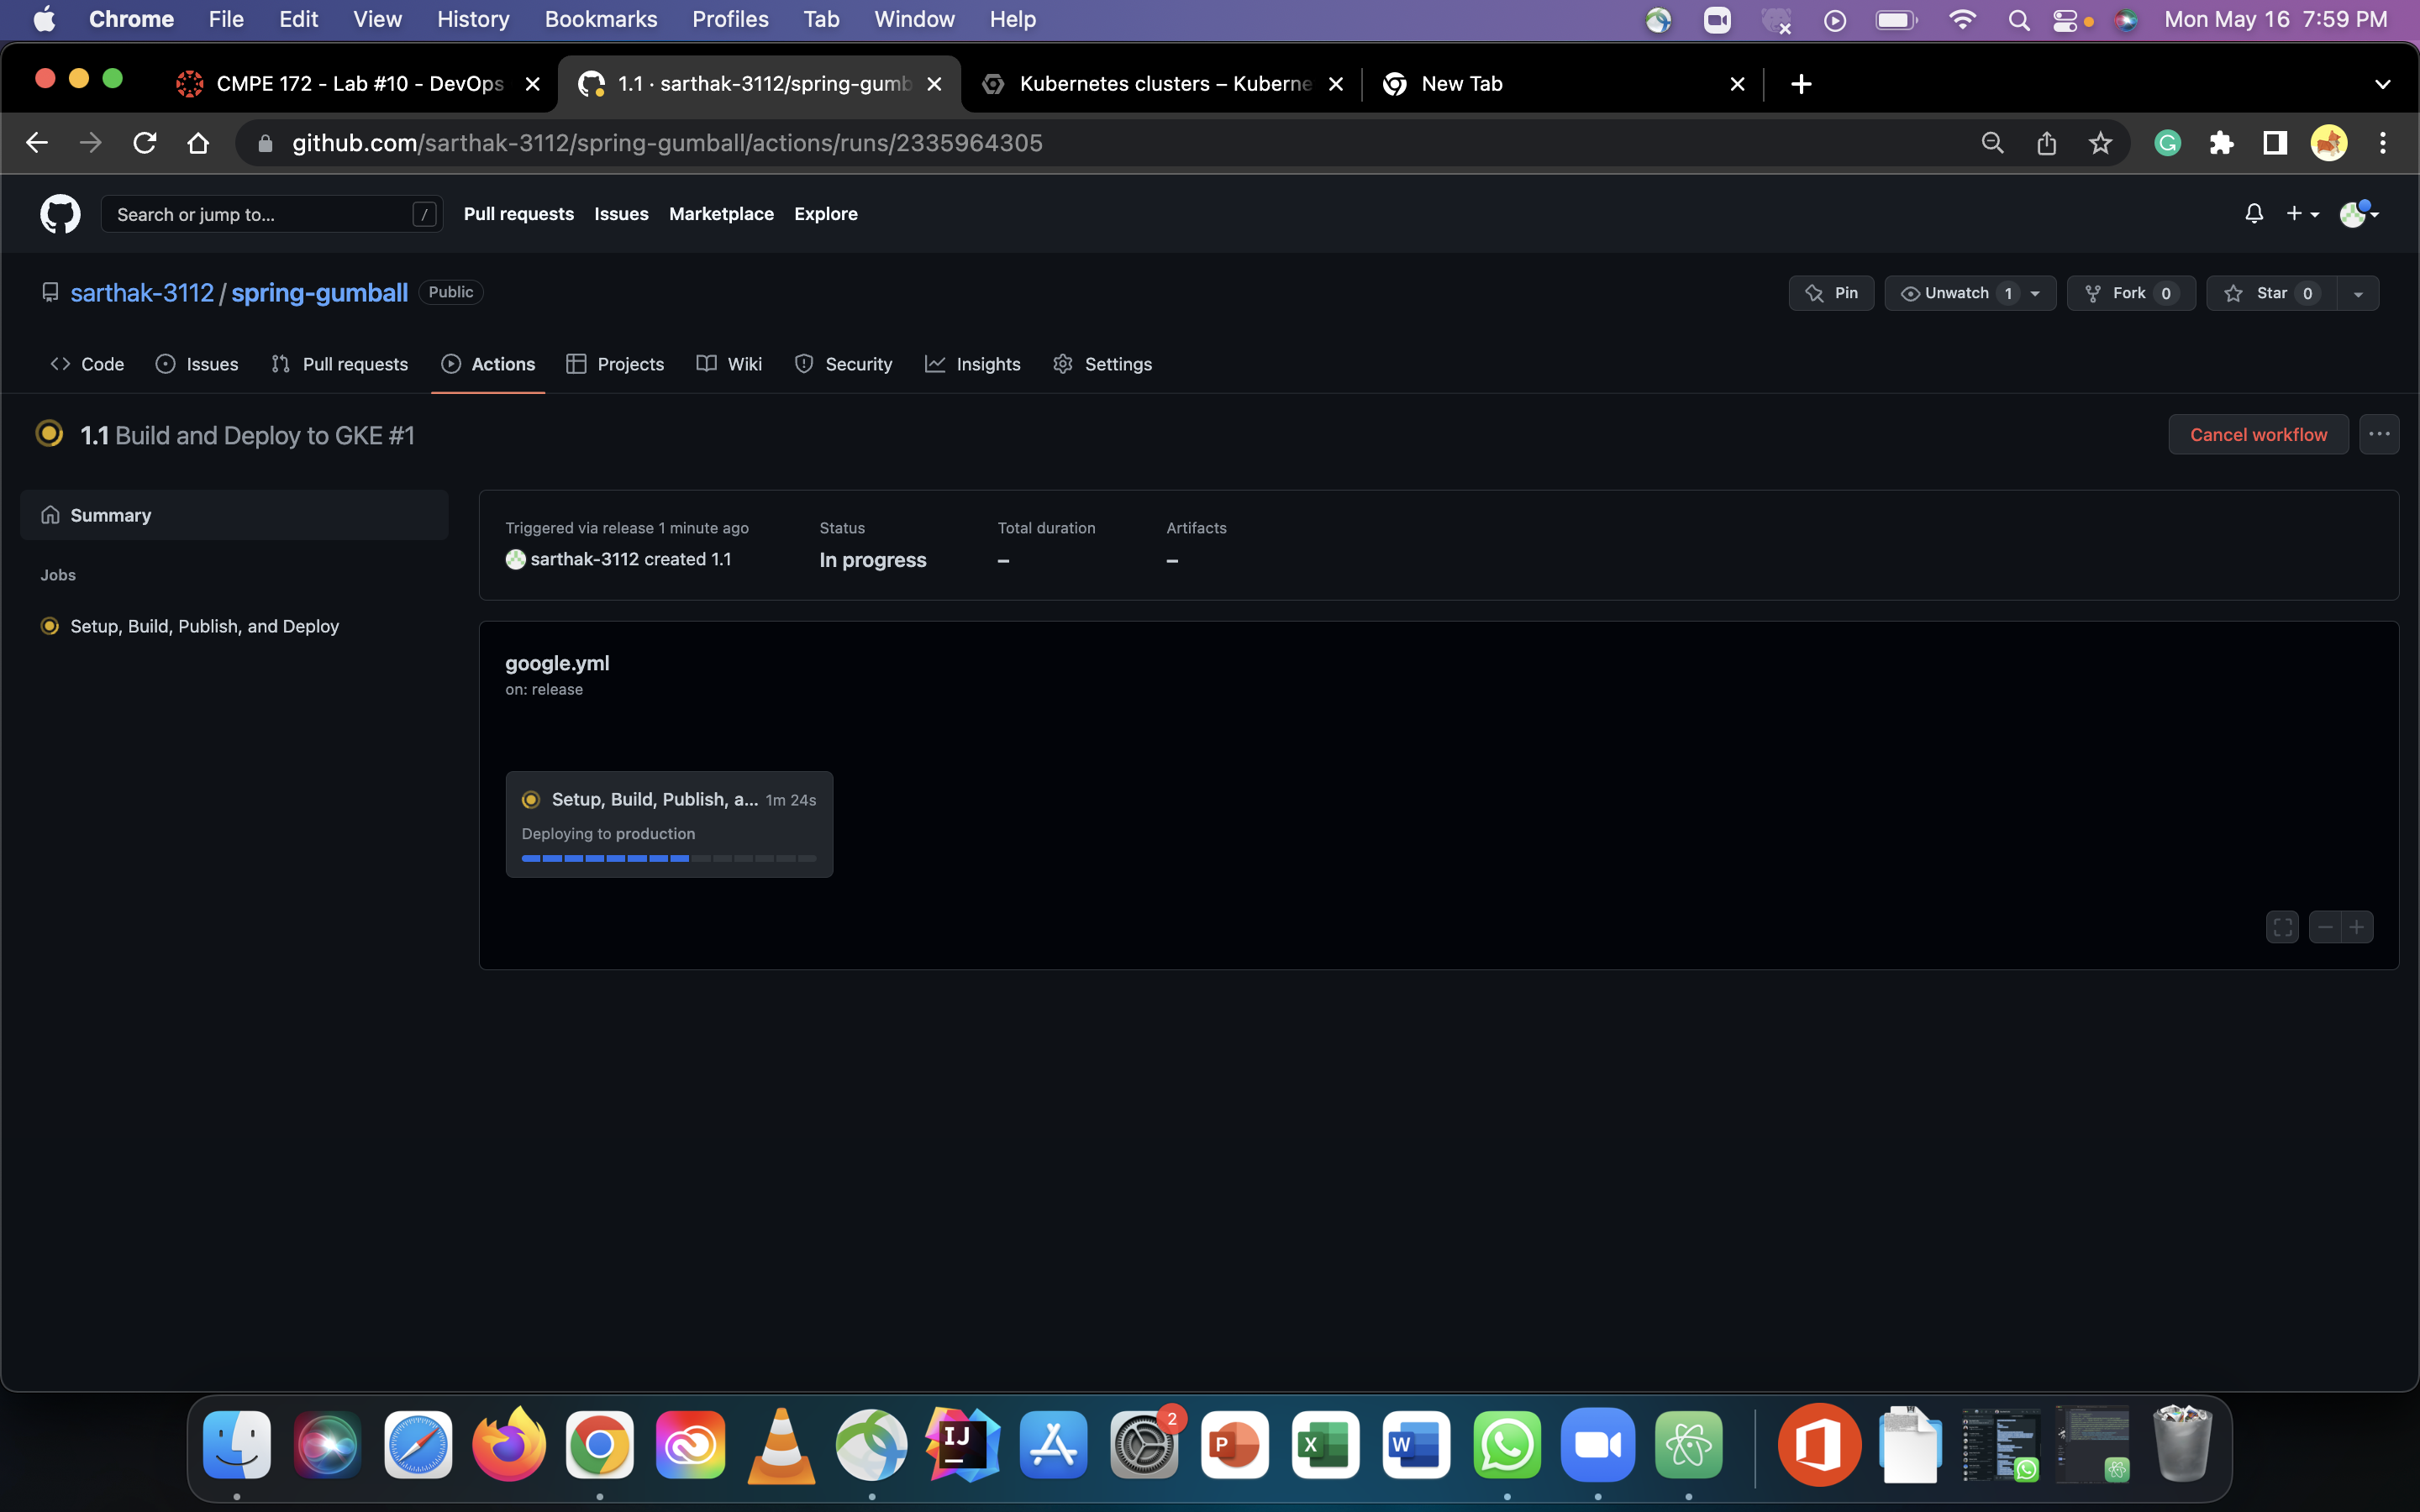 Chrome File Edit View History Bookmarks Profiles Tab Window Help Mon May 16 7:59 PM
CMPE 172 - Lab #10 - DevOps 1.1 · sarthak-3112/spring-gumb Kubernetes clusters – Kuberne New Tab
github.com/sarthak-3112/spring-gumball/actions/runs/2335964305
Search or jump to... / Pull requests Issues Marketplace Explore
sarthak-3112 / spring-gumball Public Pin Unwatch 1 Fork 0 Star 0
Code Issues Pull requests Actions Projects Wiki Security Insights Settings
1.1 Build and Deploy to GKE #1 Cancel workflow
Summary
Jobs
Setup, Build, Publish, and Deploy
Triggered via release 1 minute ago Status Total duration Artifacts
sarthak-3112 created 1.1 In progress – –
google.yml
on: release
Setup, Build, Publish, a... 1m 24s
Deploying to production
IJ 2 P X W